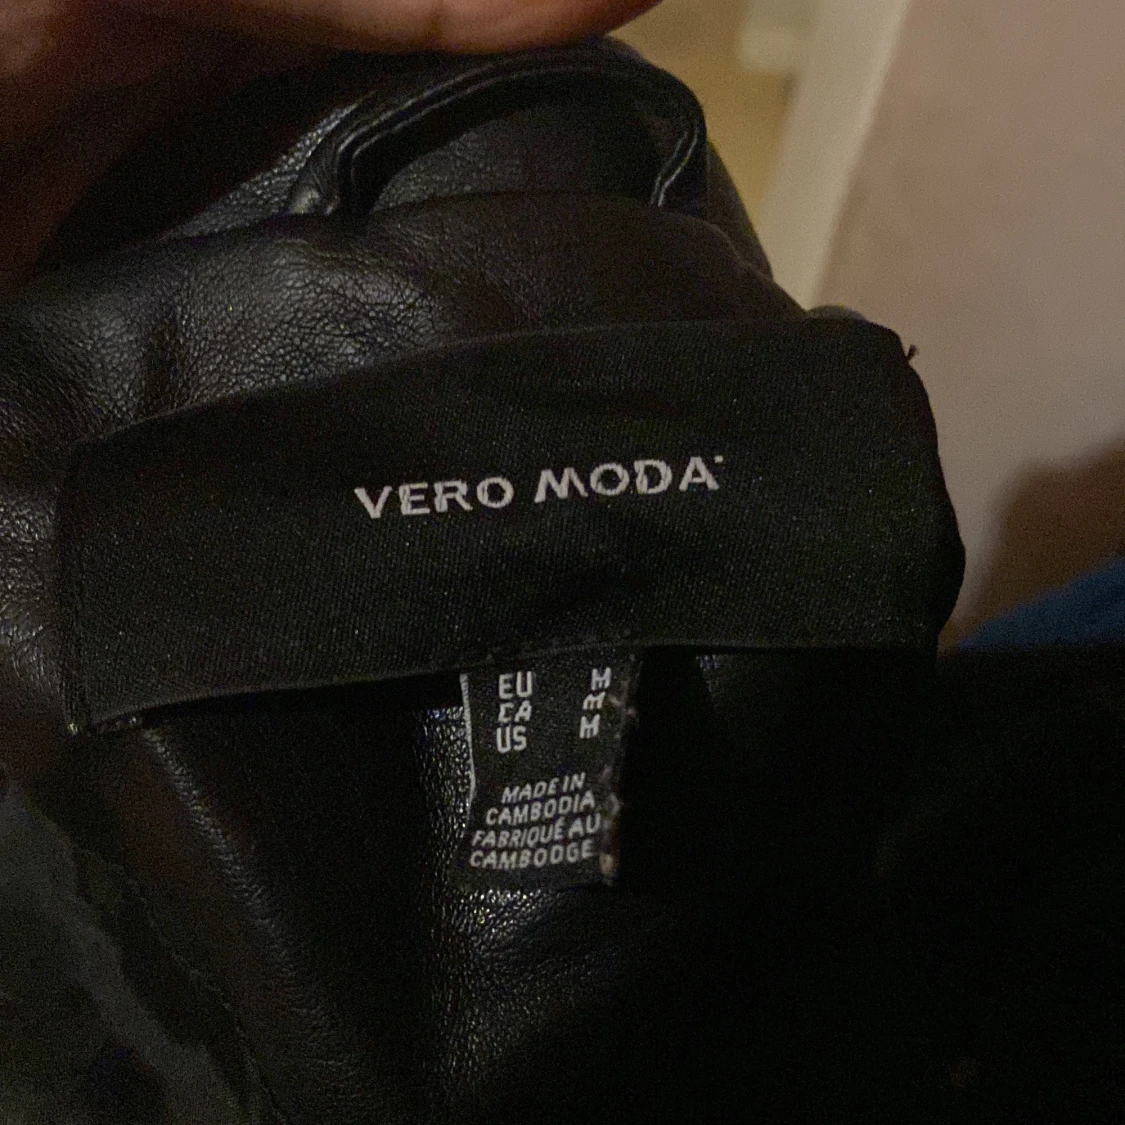 VERO MODA
EU M
CA M
US M
MADE IN
CAMBODIA
FABRIQUÉ AU
CAMBODGE